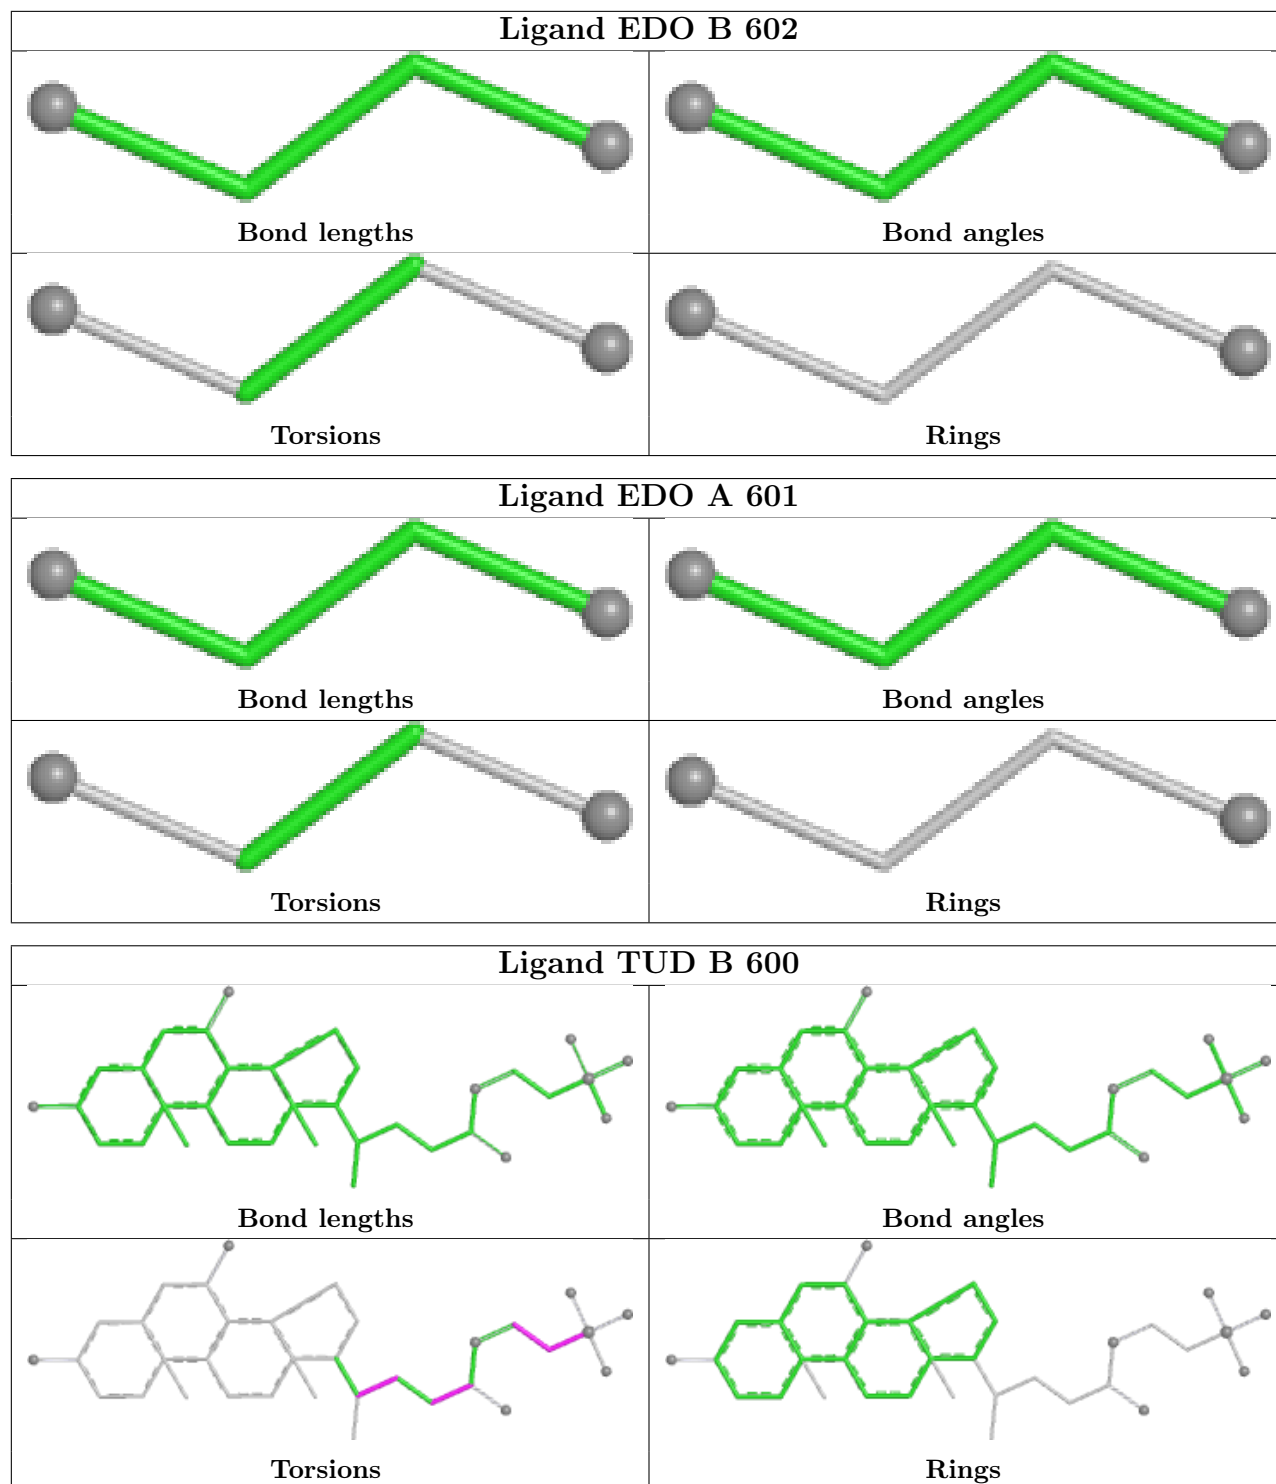 Ligand EDO B 602
Bond lengths
Bond angles
Torsions
Rings
Ligand EDO A 601
Bond lengths
Bond angles
Torsions
Rings
Ligand TUD B 600
Bond lengths
Bond angles
Torsions
Rings